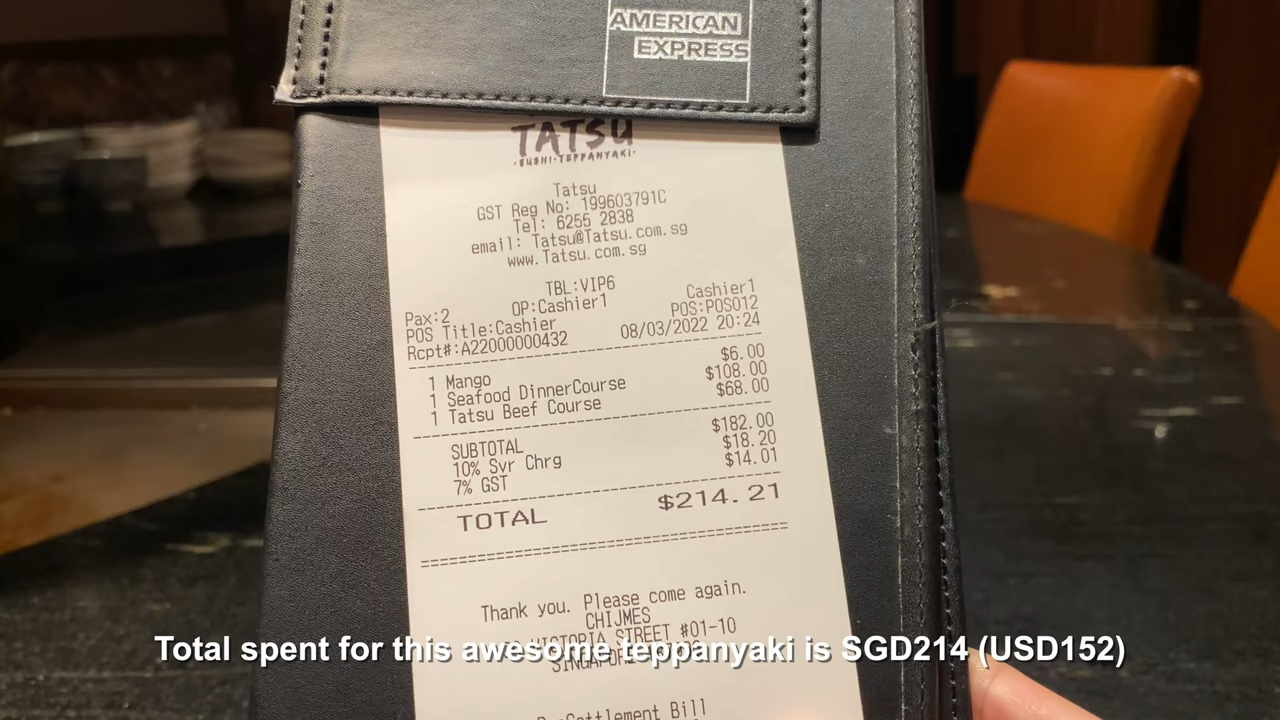 AMERICAN
EXPRESS
TATSU
·SUSHI·TEPPANYAKI·
Tatsu
GST Reg No: 199603791C
Tel: 6255 2838
email: Tatsu@Tatsu.com.sg
www.Tatsu.com.sg
TBL:VIP6
Pax:2 OP:Cashier1 Cashier1
POS Title:Cashier POS:POS012
Rcpt#:A22000000432 08/03/2022 20:24
1 Mango $6.00
1 Seafood DinnerCourse $108.00
1 Tatsu Beef Course $68.00
SUBTOTAL $182.00
10% Svr Chrg $18.20
7% GST $14.01
TOTAL $214.21
Thank you. Please come again.
CHIJMES
VICTORIA STREET #01-10
Total spent for this awesome teppanyaki is SGD214 (USD152)
Bill